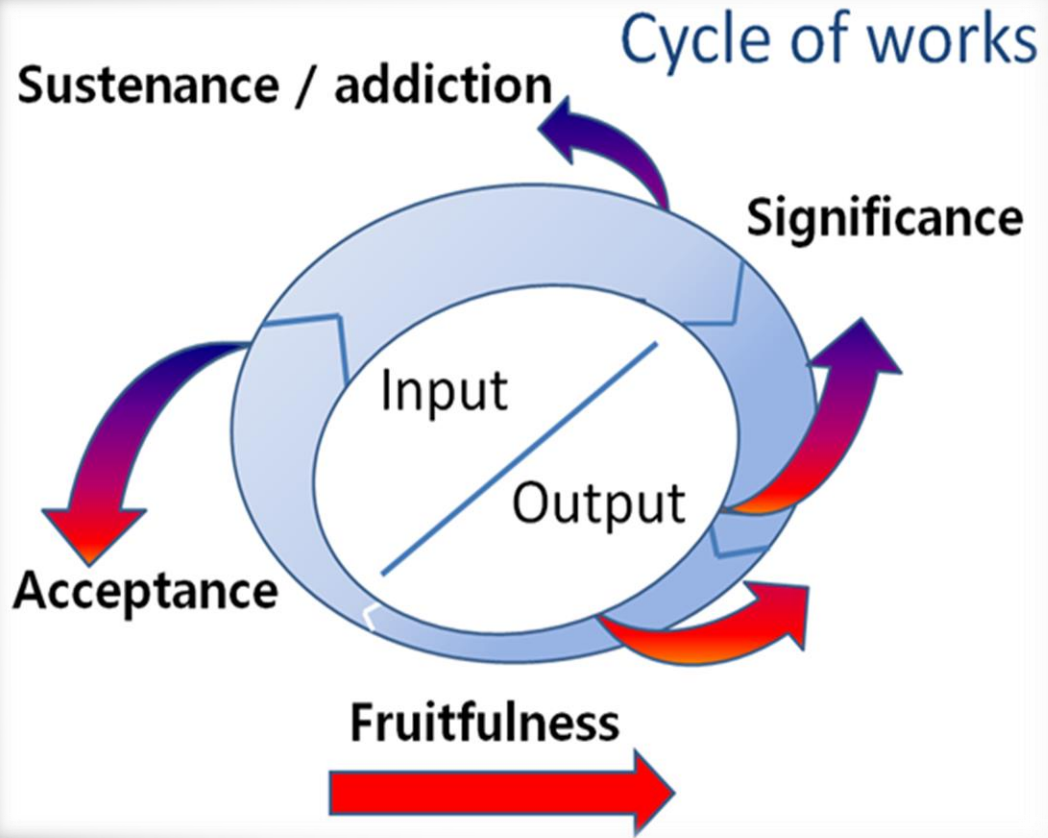 Cycle of works
Sustenance / addiction
Significance
Input
Output
Acceptance
Fruitfulness